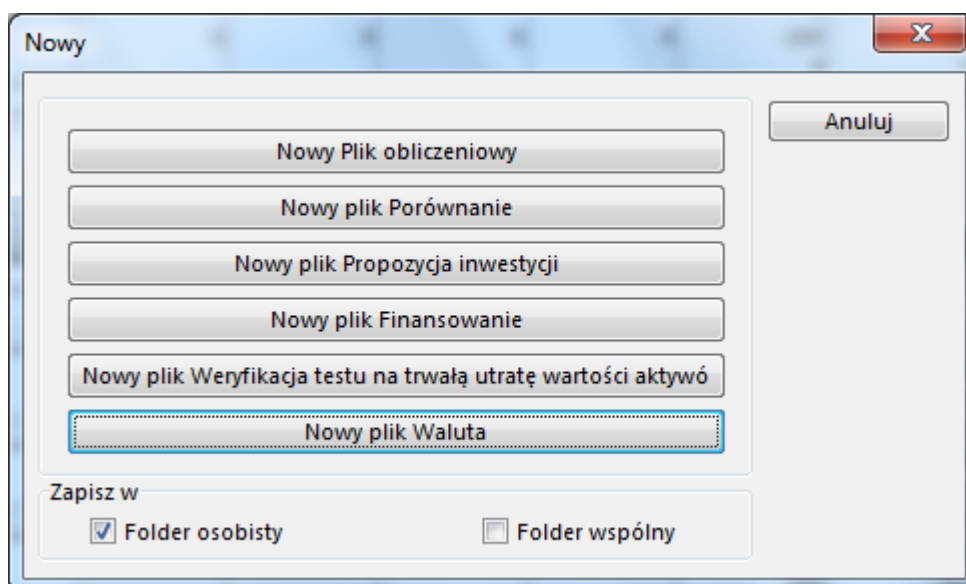 Nowy
Anuluj
Nowy Plik obliczeniowy
Nowy plik Porównanie
Nowy plik Propozycja inwestycji
Nowy plik Finansowanie
Nowy plik Weryfikacja testu na trwałą utratę wartości aktywó
Nowy plik Waluta
Zapisz w
Folder osobisty
Folder wspólny